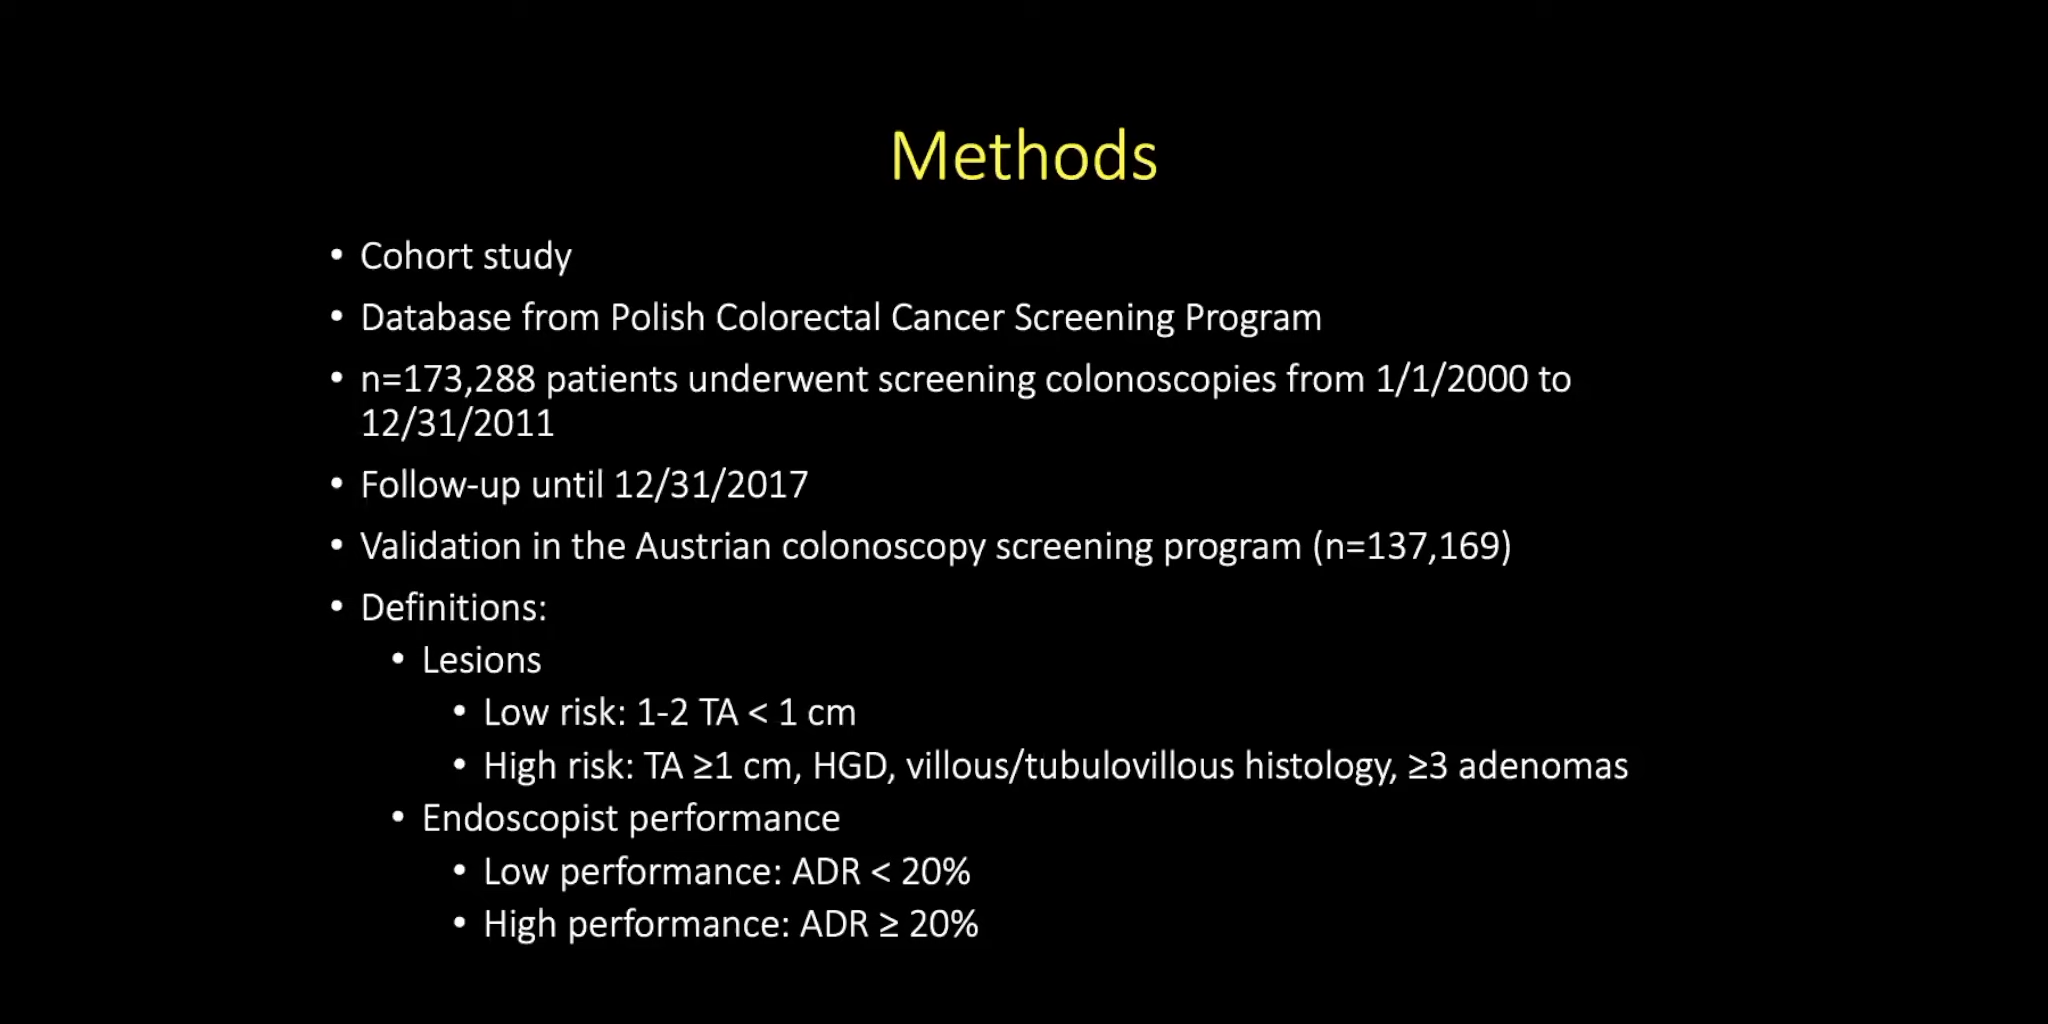 Methods
• Cohort study
• Database from Polish Colorectal Cancer Screening Program
• n=173,288 patients underwent screening colonoscopies from 1/1/2000 to
12/31/2011
• Follow-up until 12/31/2017
• Validation in the Austrian colonoscopy screening program (n=137,169)
• Definitions:
• Lesions
• Low risk: 1-2 TA < 1 cm
• High risk: TA ≥1 cm, HGD, villous/tubulovillous histology, ≥3 adenomas
• Endoscopist performance
• Low performance: ADR < 20%
• High performance: ADR ≥ 20%